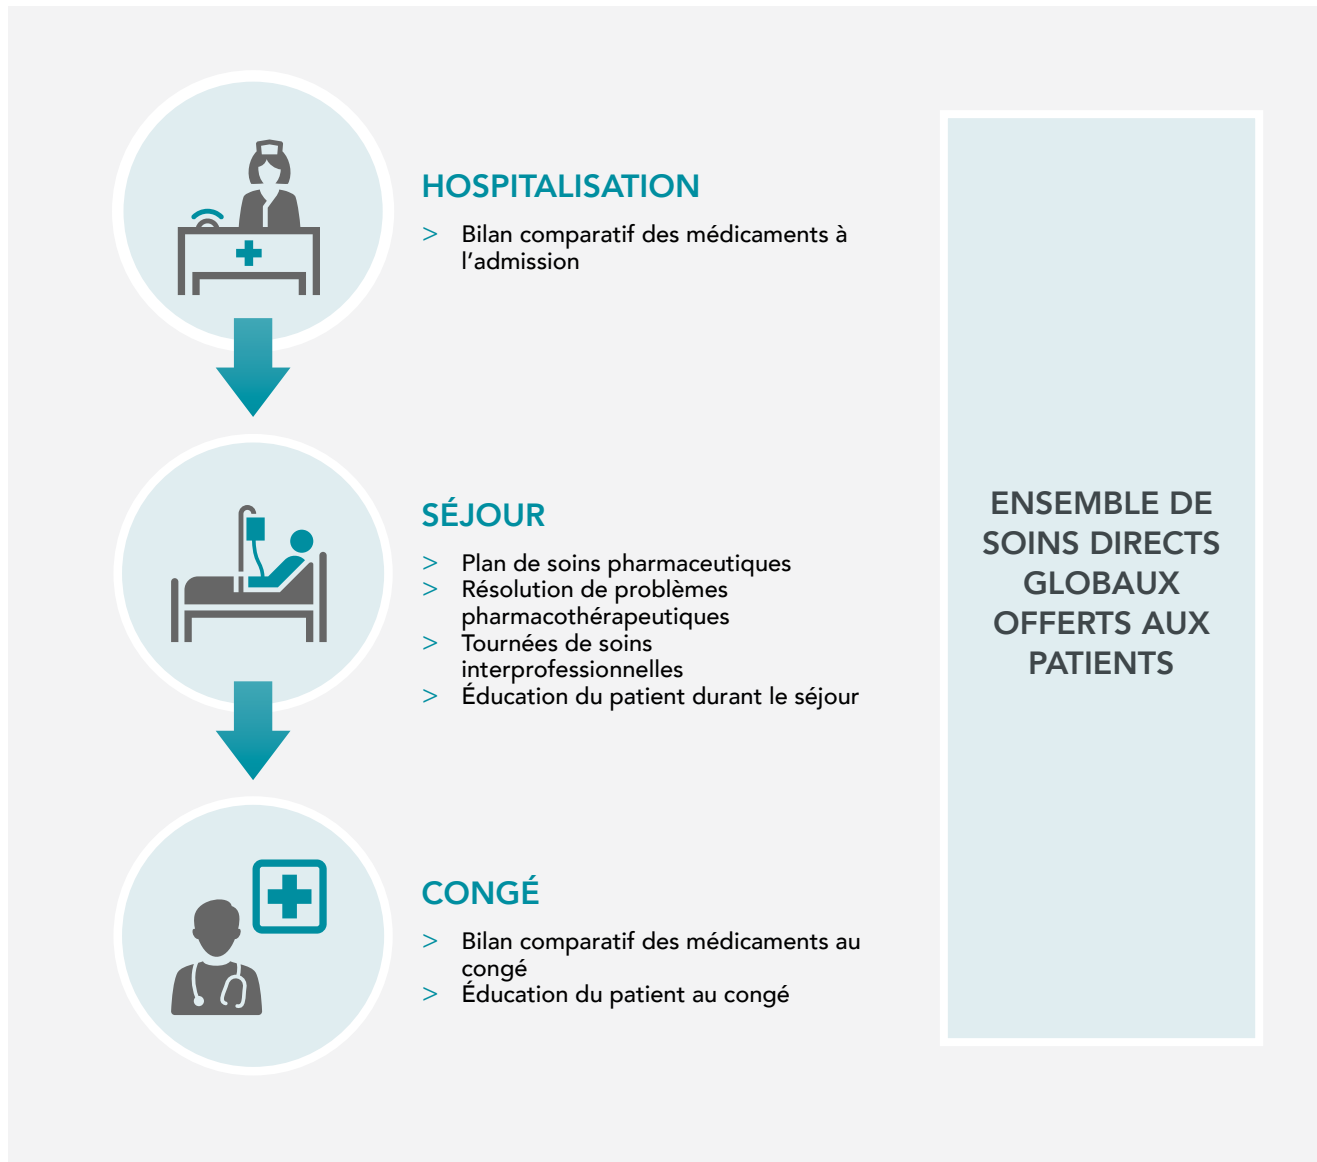 HOSPITALISATION
> Bilan comparatif des médicaments à
l’admission
SÉJOUR
> Plan de soins pharmaceutiques
> Résolution de problèmes
pharmacothérapeutiques
> Tournées de soins
interprofessionnelles
> Éducation du patient durant le séjour
CONGÉ
> Bilan comparatif des médicaments au
congé
> Éducation du patient au congé
ENSEMBLE DE
SOINS DIRECTS
GLOBAUX
OFFERTS AUX
PATIENTS